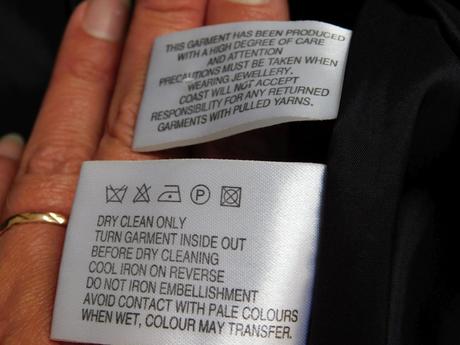 THIS GARMENT HAS BEEN PRODUCED
WITH A HIGH DEGREE OF CARE
AND ATTENTION
PRECAUTIONS MUST BE TAKEN WHEN
WEARING JEWELLERY.
COAST WILL NOT ACCEPT
RESPONSIBILITY FOR ANY RETURNED
GARMENTS WITH PULLED YARNS.
P
DRY CLEAN ONLY
TURN GARMENT INSIDE OUT
BEFORE DRY CLEANING
COOL IRON ON REVERSE
DO NOT IRON EMBELLISHMENT
AVOID CONTACT WITH PALE COLOURS
WHEN WET, COLOUR MAY TRANSFER.